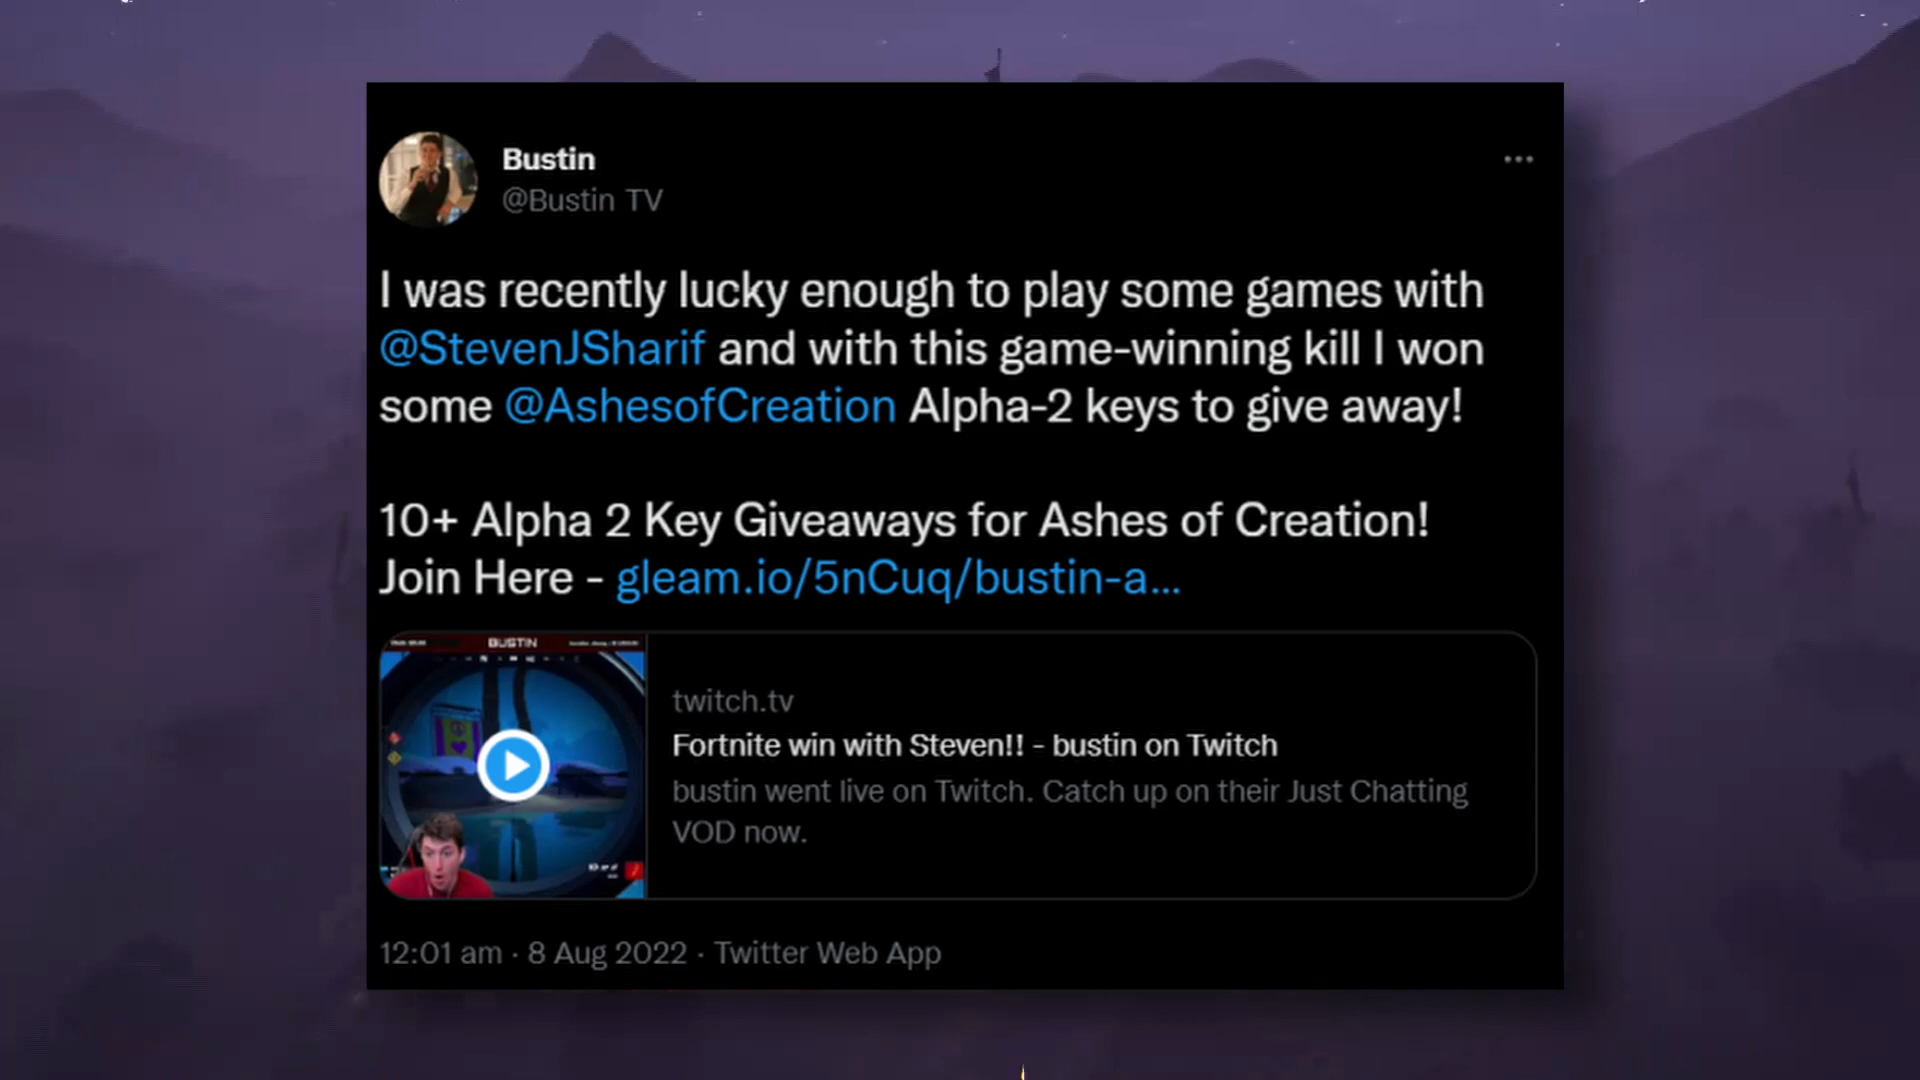 Bustin
@Bustin TV
I was recently lucky enough to play some games with
@StevenJSharif and with this game-winning kill I won
some @AshesofCreation Alpha-2 keys to give away!
10+ Alpha 2 Key Giveaways for Ashes of Creation!
Join Here - gleam.io/5nCuq/bustin-a...
BUSTIN
twitch.tv
Fortnite win with Steven!! - bustin on Twitch
bustin went live on Twitch. Catch up on their Just Chatting
VOD now.
12:01 am · 8 Aug 2022 · Twitter Web App